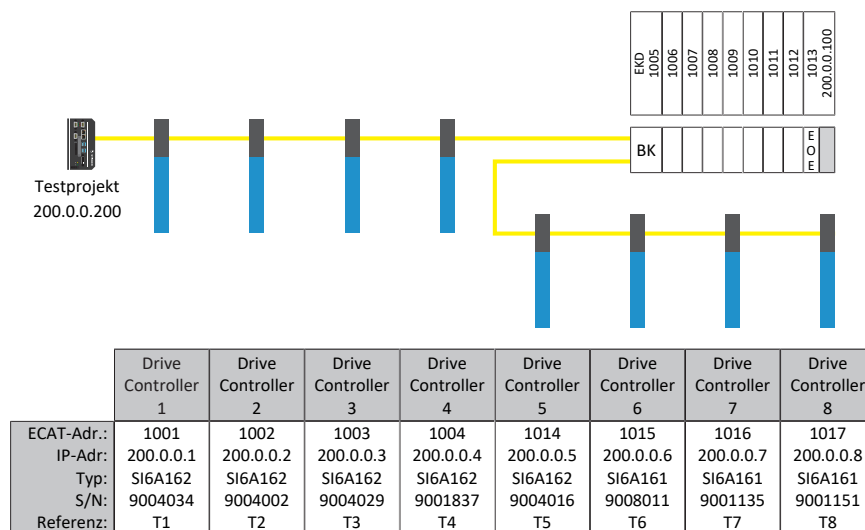 EKD
1005
1006
1007
1008
1009
1010
1011
1012
1013
200.0.0.100
BK
E
O
E
Testprojekt
200.0.0.200
Drive Controller 1
Drive Controller 2
Drive Controller 3
Drive Controller 4
Drive Controller 5
Drive Controller 6
Drive Controller 7
Drive Controller 8
ECAT-Adr.: 1001 1002 1003 1004 1014 1015 1016 1017
IP-Adr: 200.0.0.1 200.0.0.2 200.0.0.3 200.0.0.4 200.0.0.5 200.0.0.6 200.0.0.7 200.0.0.8
Typ: SI6A162 SI6A162 SI6A162 SI6A162 SI6A162 SI6A161 SI6A161 SI6A161
S/N: 9004034 9004002 9004029 9001837 9004016 9008011 9001135 9001151
Referenz: T1 T2 T3 T4 T5 T6 T7 T8